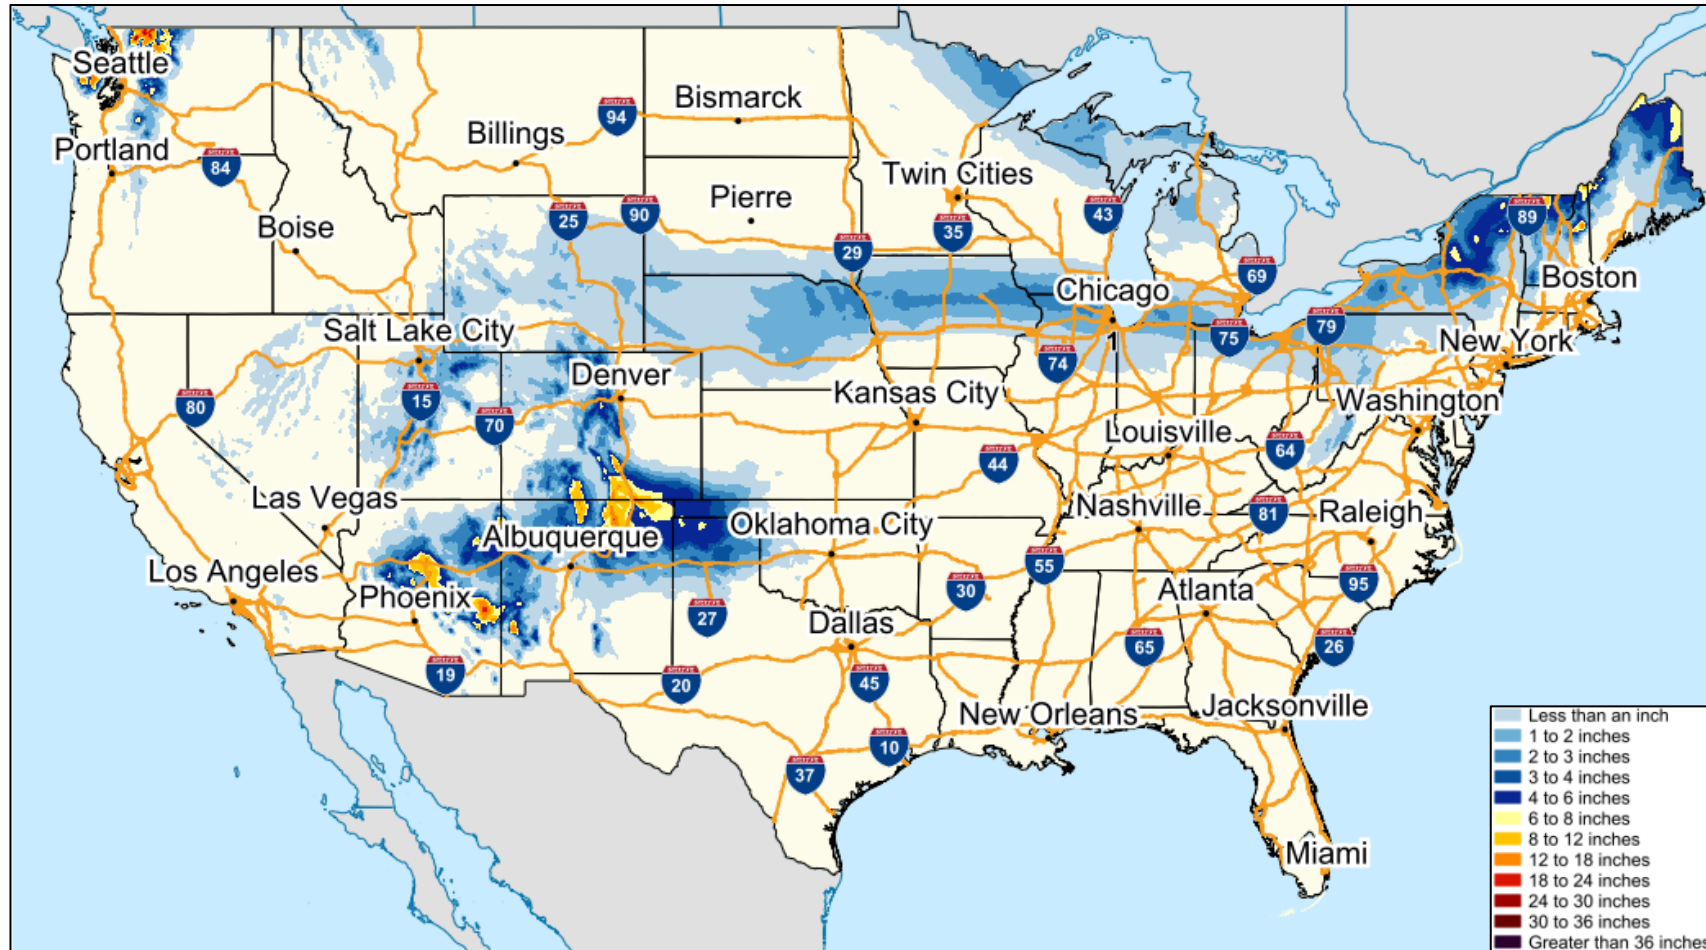 Seattle
Bismarck
94
Billings
Portland
84
Twin Cities
Pierre
25
90
43
89
Boise
35
29
69
Boston
Chicago
Salt Lake City
79
75
New York
74
Denver
Kansas City
15
80
Washington
70
Louisville
64
44
Las Vegas
Nashville
81
Raleigh
Oklahoma City
Albuquerque
Los Angeles
55
95
30
Atlanta
Phoenix
27
Dallas
65
26
19
20
45
Jacksonville
New Orleans
10
37
Miami
Less than an inch
1 to 2 inches
2 to 3 inches
3 to 4 inches
4 to 6 inches
6 to 8 inches
8 to 12 inches
12 to 18 inches
18 to 24 inches
24 to 30 inches
30 to 36 inches
Greater than 36 inches